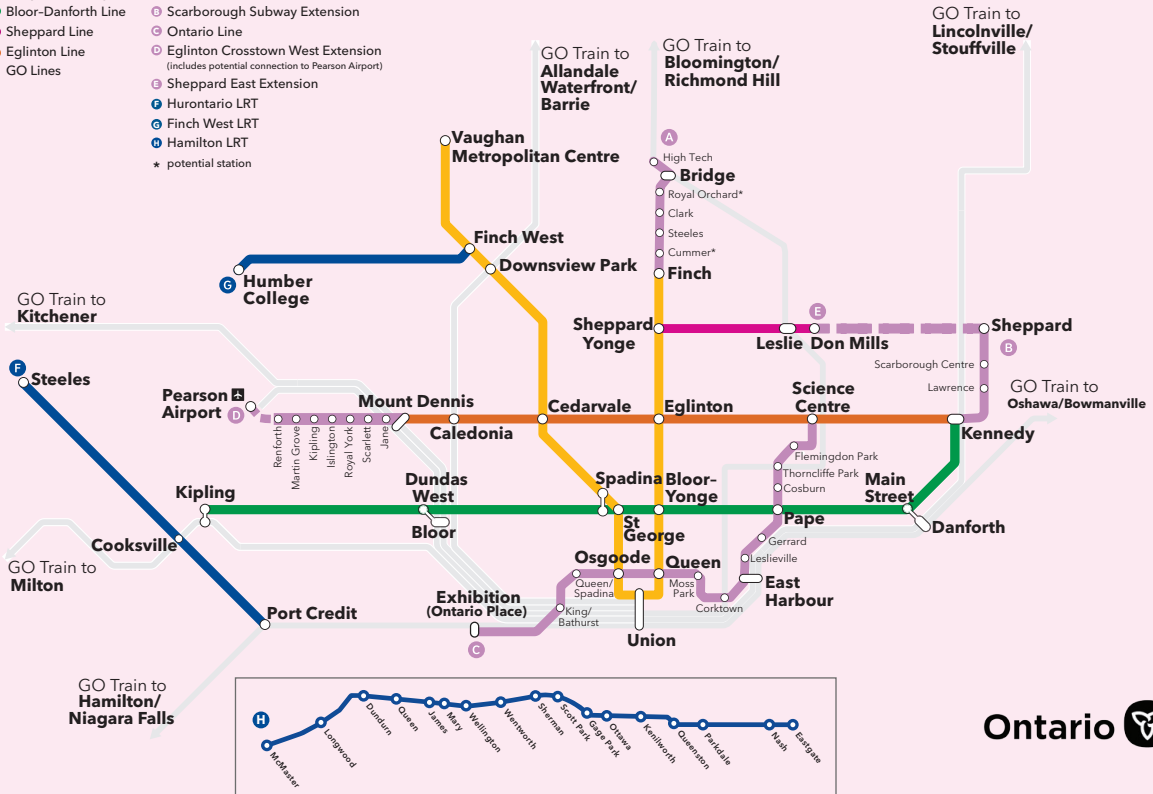 Bloor-Danforth Line
Sheppard Line
Eglinton Line
GO Lines
B Scarborough Subway Extension
C Ontario Line
D Eglinton Crosstown West Extension
(includes potential connection to Pearson Airport)
E Sheppard East Extension
F Hurontario LRT
G Finch West LRT
H Hamilton LRT
* potential station
GO Train to
Allandale
Waterfront/
Barrie
GO Train to
Bloomington/
Richmond Hill
GO Train to
Lincolnville/
Stouffville
Vaughan
Metropolitan Centre
A
High Tech
Bridge
Royal Orchard*
Clark
Steeles
Cummer*
Finch
Finch West
Downsview Park
G
Humber
College
GO Train to
Kitchener
Sheppard
Yonge
Leslie
Don Mills
E
Sheppard
B
Scarborough Centre
Lawrence
GO Train to
Oshawa/Bowmanville
F
Steeles
Pearson
Airport
D
Renforth
Martin Grove
Kipling
Islington
Royal York
Scarlett
Jane
Mount Dennis
Caledonia
Cedarvale
Eglinton
Science
Centre
Kennedy
Flemingdon Park
Thorncliffe Park
Cosburn
Kipling
Dundas
West
Bloor
Spadina
St
George
Bloor-
Yonge
Pape
Main
Street
Danforth
Cooksville
GO Train to
Milton
Port Credit
Gerrard
Leslieville
East
Harbour
Osgoode
Queen
Queen/
Spadina
Moss
Park
Corktown
King/
Bathurst
Exhibition
(Ontario Place)
C
Union
GO Train to
Hamilton/
Niagara Falls
H
McMaster
Longwood
Dundurn
Queen
James
Mary
Wellington
Wentworth
Sherman
Scott Park
Gage Park
Ottawa
Kenilworth
Queenston
Parkdale
Nash
Eastgate
Ontario